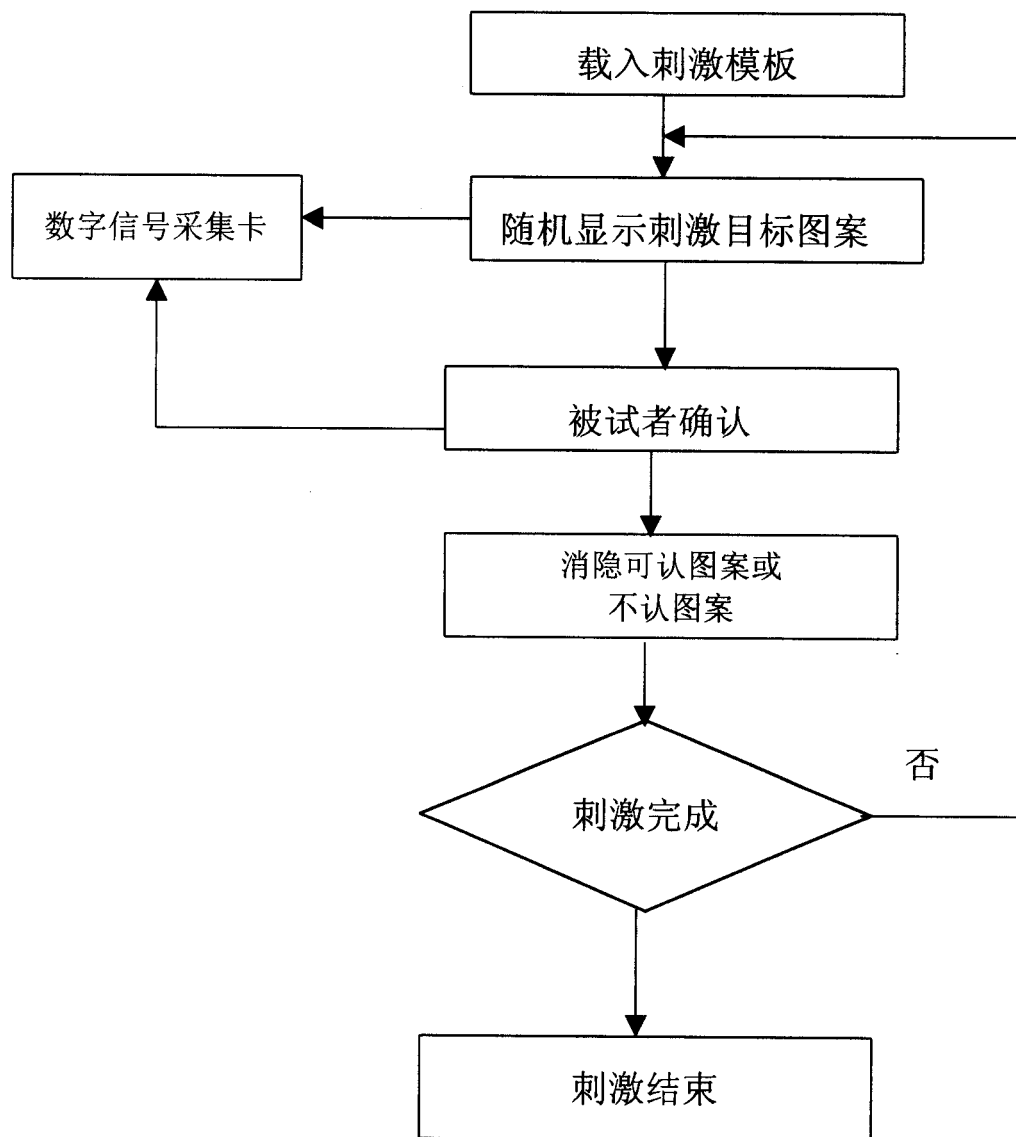 载入刺激模板
数字信号采集卡
随机显示刺激目标图案
被试者确认
消隐可认图案或
不认图案
否
刺激完成
刺激结束